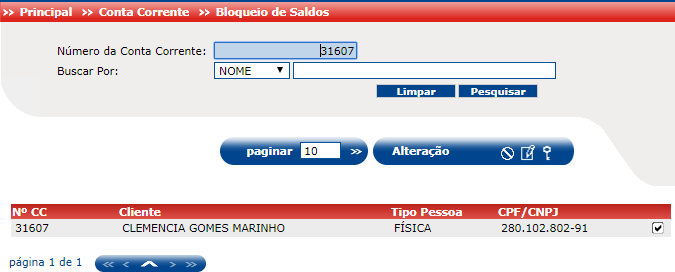 >> Principal >> Conta Corrente >> Bloqueio de Saldos
Número da Conta Corrente: 31607
Buscar Por: NOME
Limpar Pesquisar
paginar 10 >> Alteração
Nº CC Cliente Tipo Pessoa CPF/CNPJ
31607 CLEMENCIA GOMES MARINHO FÍSICA 280.102.802-91
página 1 de 1 << < > >>